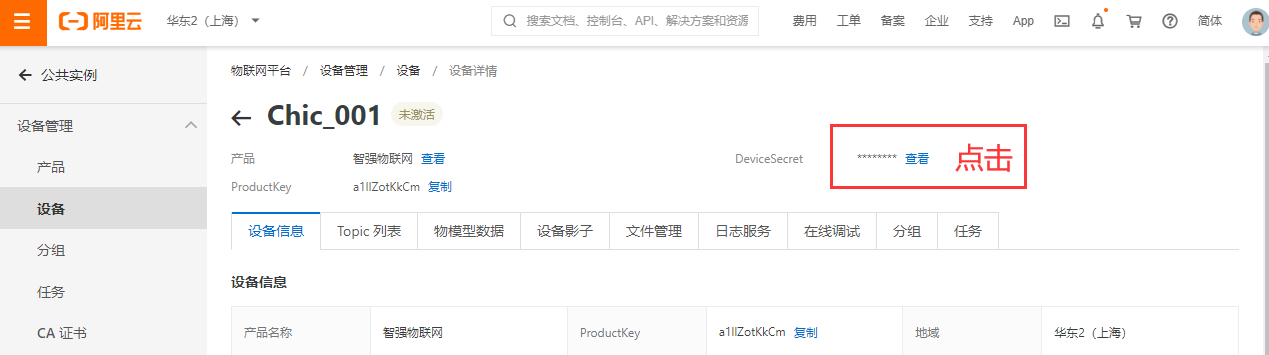 阿里云 华东2（上海） 搜索文档、控制台、API、解决方案和资源 费用 工单 备案 企业 支持 App 简体
公共实例
物联网平台 / 设备管理 / 设备 / 设备详情
Chic_001 未激活
设备管理
产品
设备
分组
任务
CA 证书
产品 智强物联网 查看 DeviceSecret ******** 查看 点击
ProductKey a1IlZotKkCm 复制
设备信息 Topic 列表 物模型数据 设备影子 文件管理 日志服务 在线调试 分组 任务
设备信息
产品名称 智强物联网 ProductKey a1IlZotKkCm 复制 地域 华东2（上海）